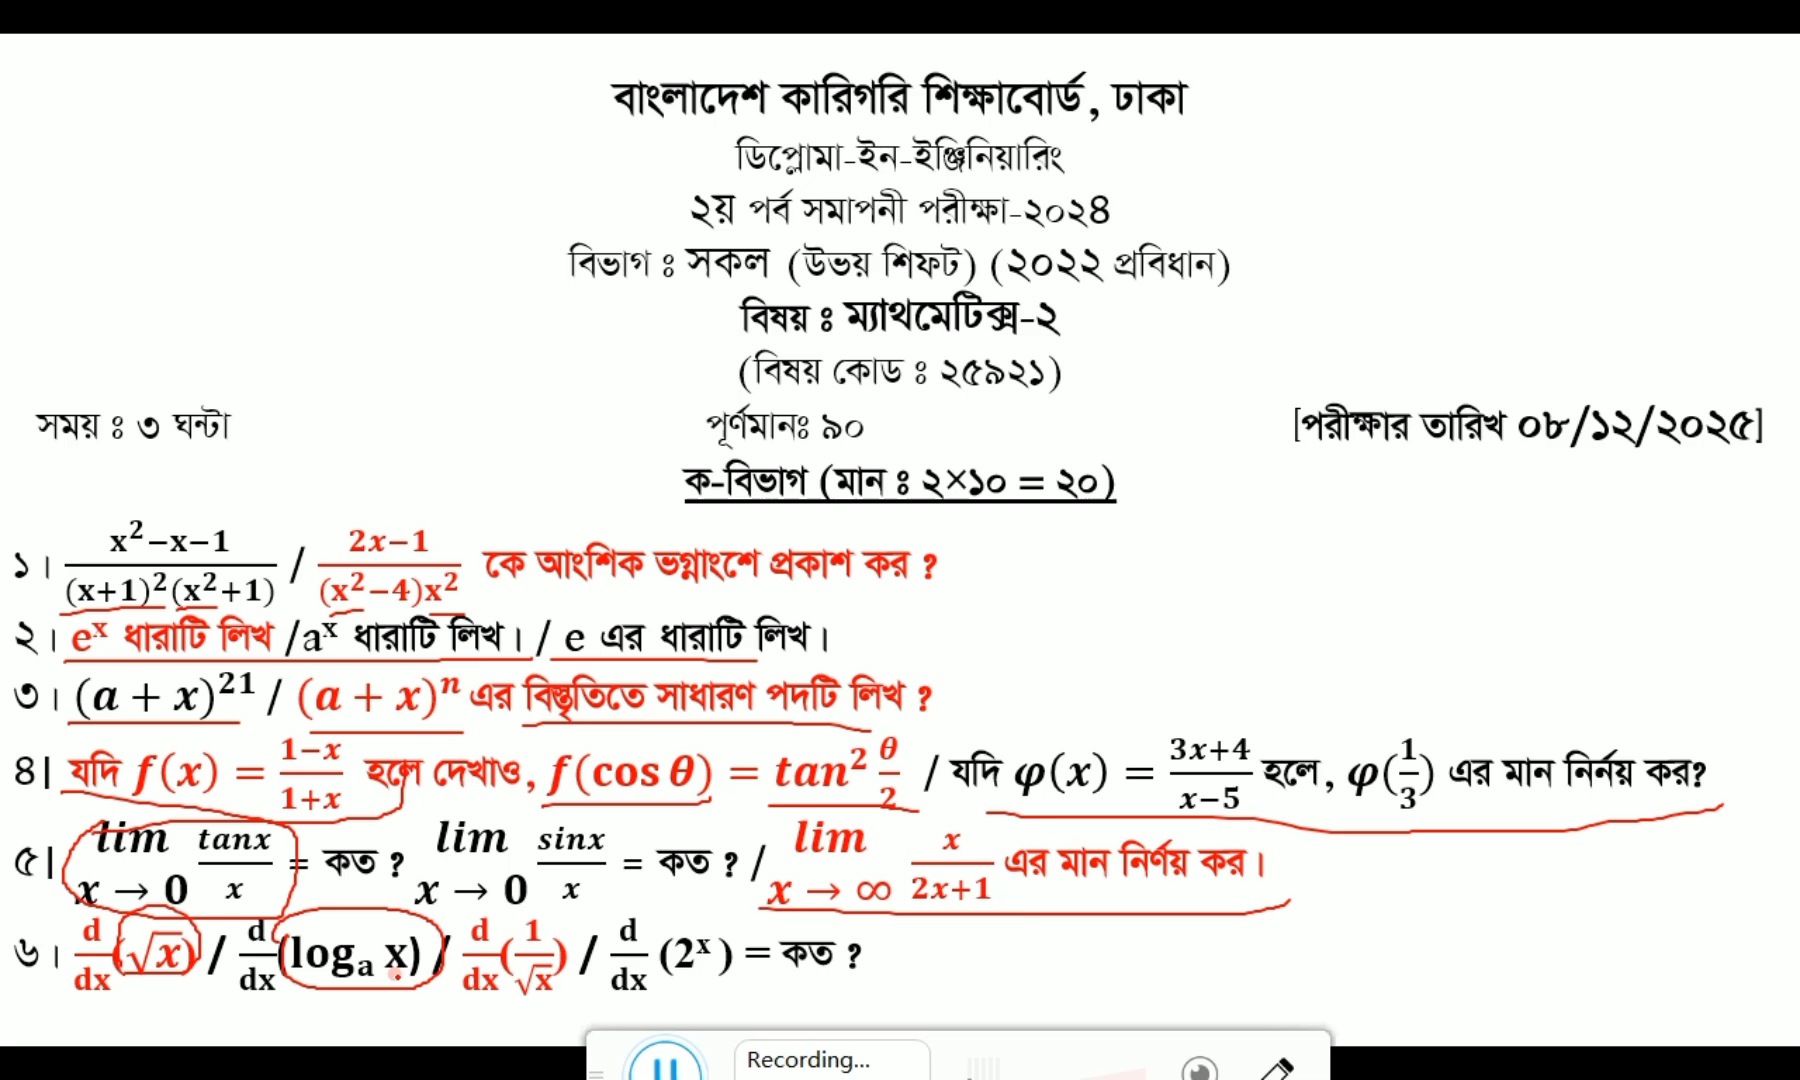 বাংলাদেশ কারিগরি শিক্ষাবোর্ড, ঢাকা
ডিপ্লোমা-ইন-ইঞ্জিনিয়ারিং
২য় পর্ব সমাপনী পরীক্ষা-২০২৪
বিভাগ ঃ সকল (উভয় শিফট) (২০২২ প্রবিধান)
বিষয় ঃ ম্যাথমেটিক্স-২
(বিষয় কোড ঃ ২৫৯২১)
সময় ঃ ৩ ঘন্টা পূর্ণমানঃ ৯০ [পরীক্ষার তারিখ ০৮/১২/২০২৫]
ক-বিভাগ (মান ঃ ২×১০ = ২০)
১। (x²−x−1)/((x+1)²(x²+1)) / (2x−1)/((x²−4)x²) কে আংশিক ভগ্নাংশে প্রকাশ কর ?
২। eˣ ধারাটি লিখ /aˣ ধারাটি লিখ। / e এর ধারাটি লিখ।
৩। (a + x)²¹ / (a + x)ⁿ এর বিস্তৃতিতে সাধারণ পদটি লিখ ?
৪| যদি f(x) = (1−x)/(1+x) হলে দেখাও, f(cos θ) = tan² θ/2 / যদি φ(x) = (3x+4)/(x−5) হলে, φ(1/3) এর মান নির্নয় কর?
৫| lim x → 0 tanx/x = কত ? lim x → 0 sinx/x = কত ? / lim x → ∞ x/(2x+1) এর মান নির্ণয় কর।
৬। d/dx (√x) / d/dx (logₐ x) / d/dx (1/√x) / d/dx (2ˣ) = কত ?
Recording...